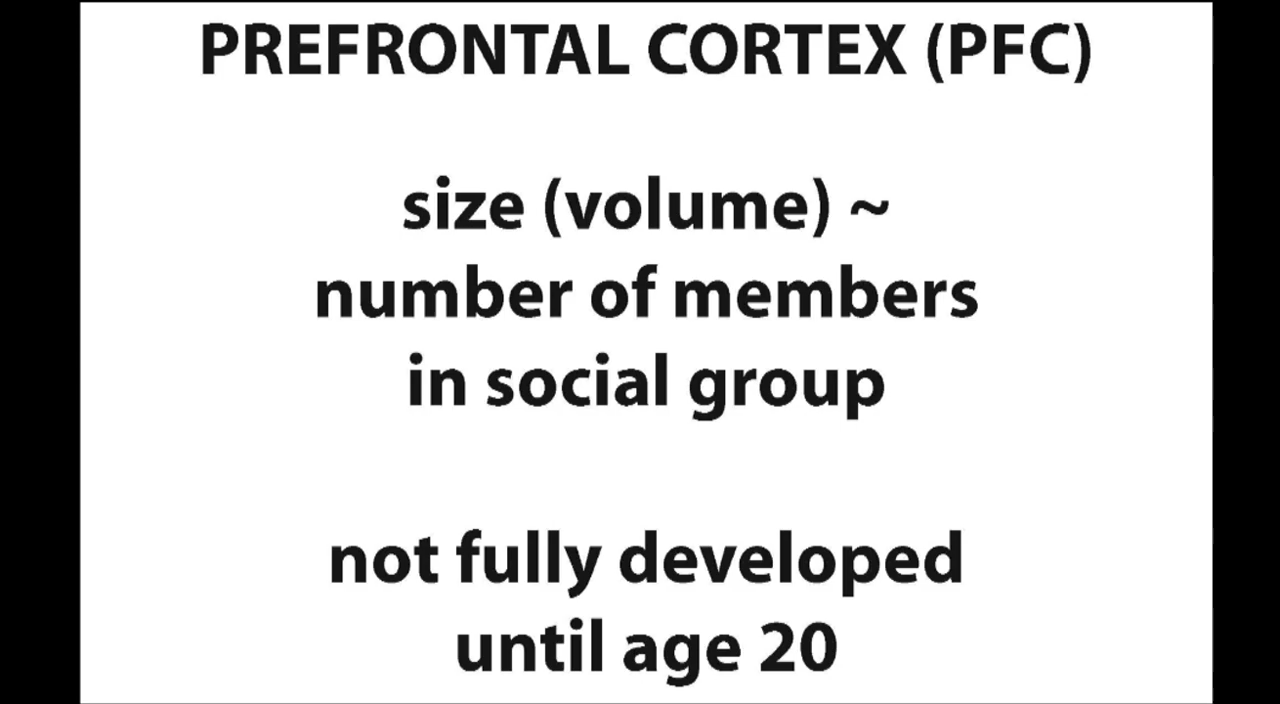 PREFRONTAL CORTEX (PFC)
size (volume) ~
number of members
in social group
not fully developed
until age 20